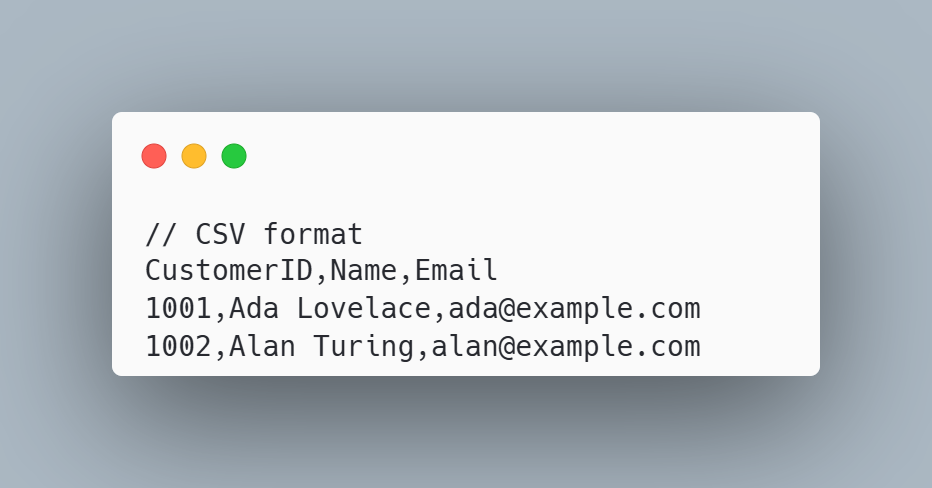 // CSV format
CustomerID,Name,Email
1001,Ada Lovelace,ada@example.com
1002,Alan Turing,alan@example.com